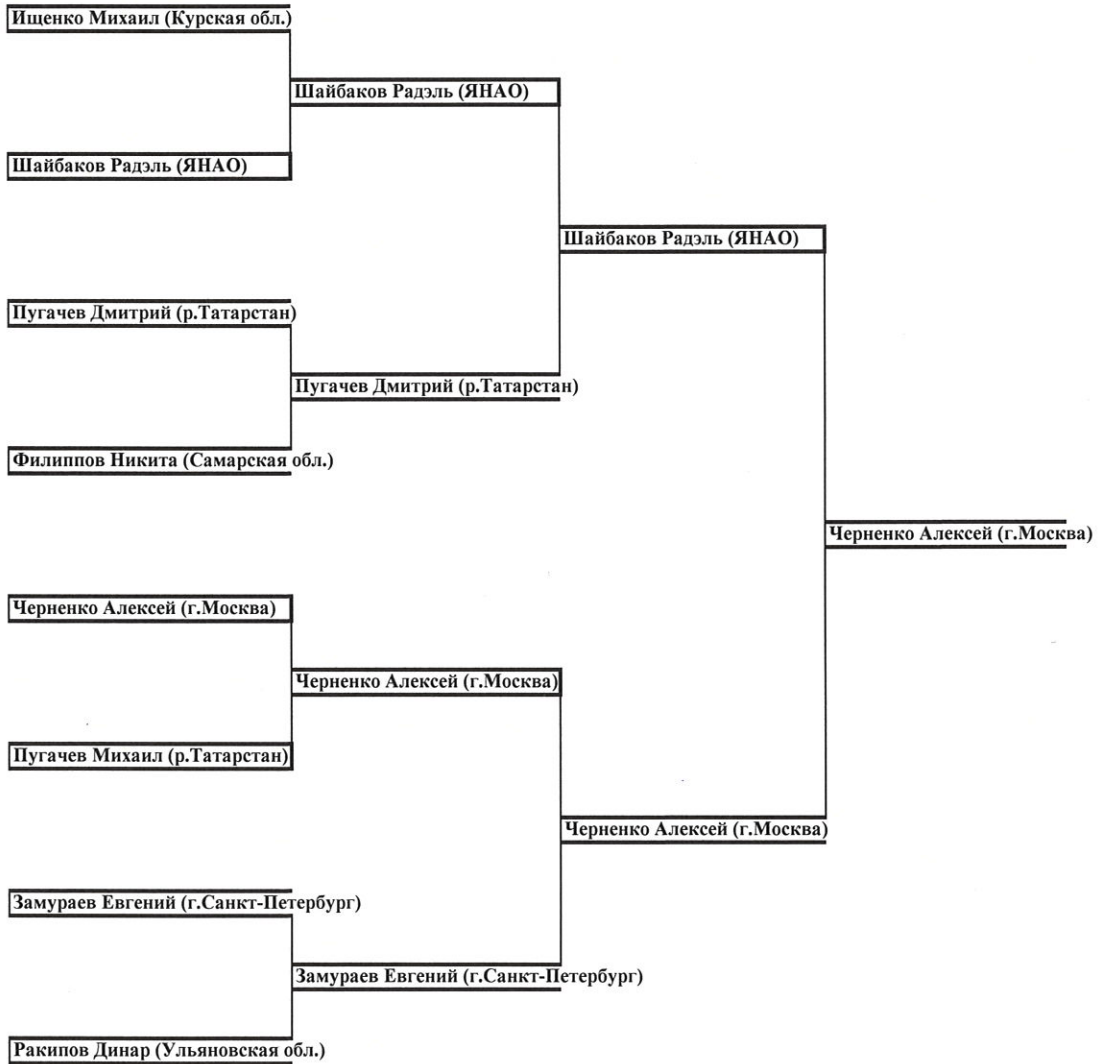 Ищенко Михаил (Курская обл.)
Шайбаков Радэль (ЯНАО)
Шайбаков Радэль (ЯНАО)
Шайбаков Радэль (ЯНАО)
Пугачев Дмитрий (р.Татарстан)
Пугачев Дмитрий (р.Татарстан)
Филиппов Никита (Самарская обл.)
Черненко Алексей (г.Москва)
Черненко Алексей (г.Москва)
Черненко Алексей (г.Москва)
Пугачев Михаил (р.Татарстан)
Черненко Алексей (г.Москва)
Замураев Евгений (г.Санкт-Петербург)
Замураев Евгений (г.Санкт-Петербург)
Ракипов Динар (Ульяновская обл.)